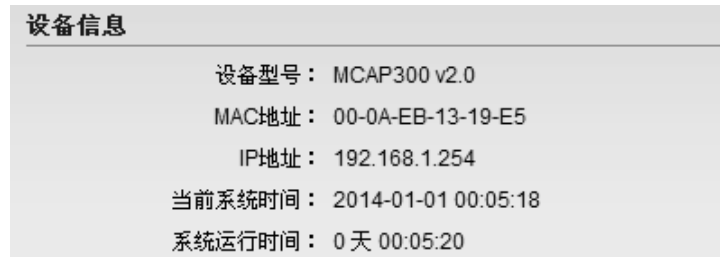 设备信息
设备型号： MCAP300 v2.0
MAC地址： 00-0A-EB-13-19-E5
IP地址： 192.168.1.254
当前系统时间： 2014-01-01 00:05:18
系统运行时间： 0 天 00:05:20